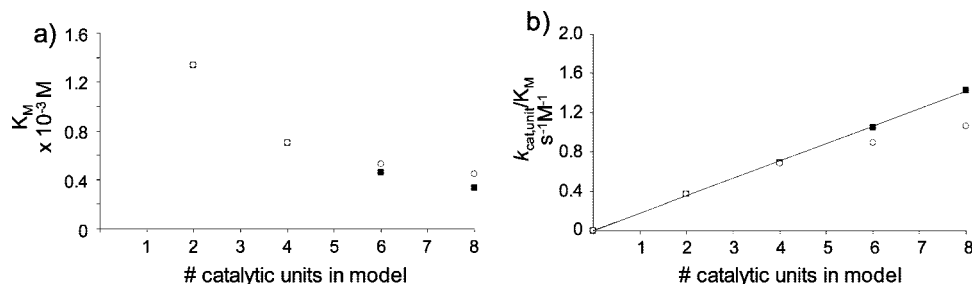 a)
K_M
x 10⁻³ M
1.6
1.2
0.8
0.4
0
1 2 3 4 5 6 7 8
# catalytic units in model
b)
k_cat,unit/K_M
s⁻¹M⁻¹
2.0
1.6
1.2
0.8
0.4
0
0 1 2 3 4 5 6 7 8
# catalytic units in model